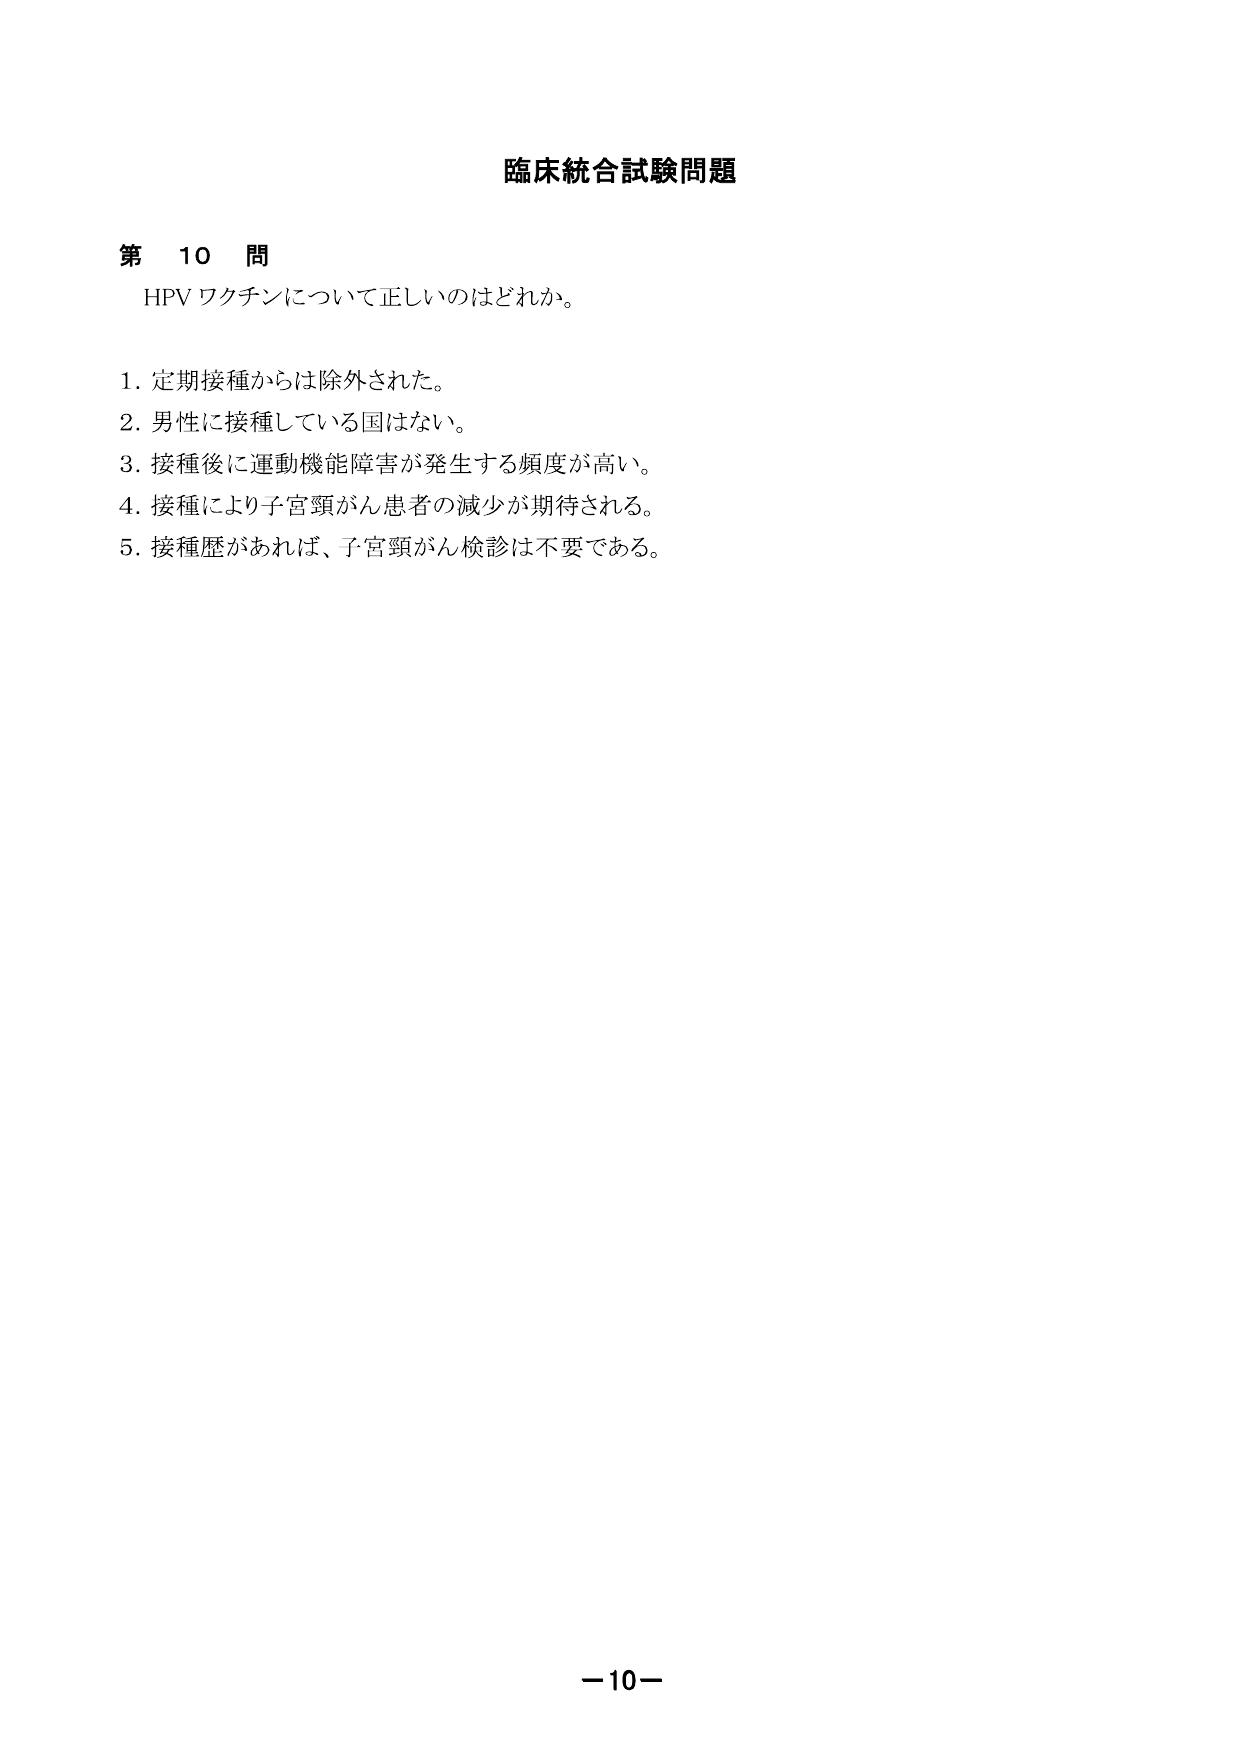 臨床統合試験問題
第 10 問
HPV ワクチンについて正しいのはどれか。
1. 定期接種からは除外された。
2. 男性に接種している国はない。
3. 接種後に運動機能障害が発生する頻度が高い。
4. 接種により子宮頸がん患者の減少が期待される。
5. 接種歴があれば、子宮頸がん検診は不要である。
－10－